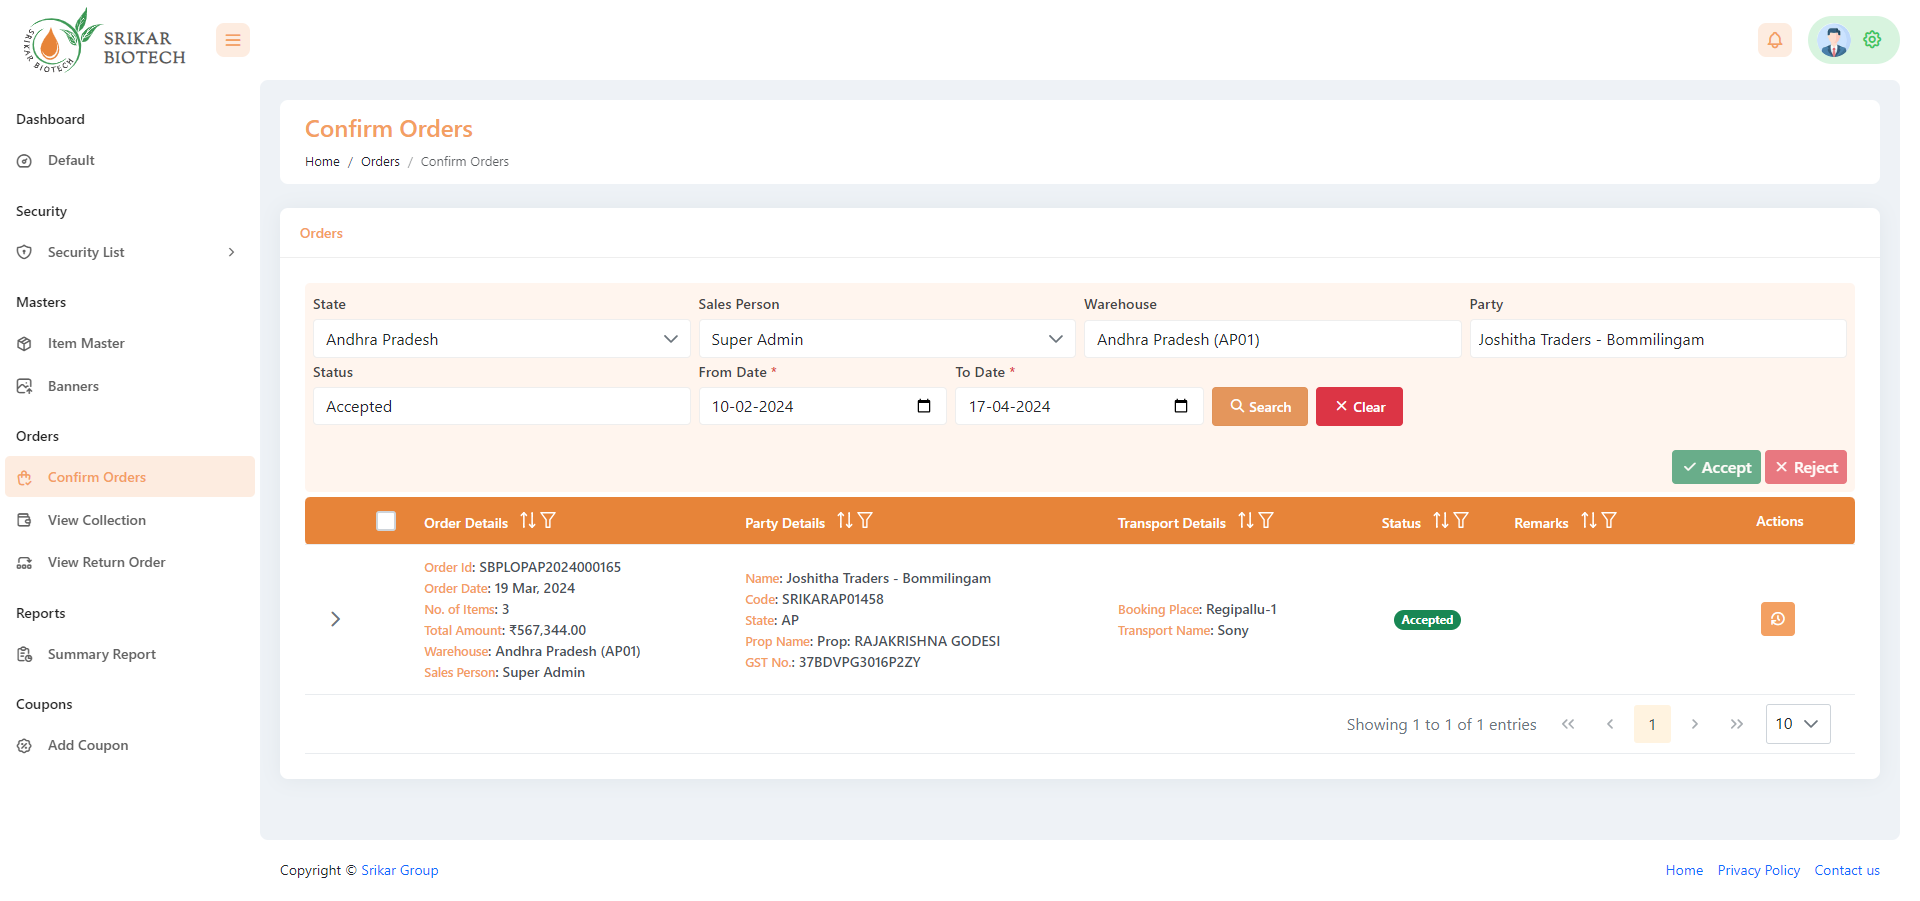 SRIKAR BIOTECH
SRIKAR
BIOTECH
Dashboard
Default
Security
Security List
Masters
Item Master
Banners
Orders
Confirm Orders
View Collection
View Return Order
Reports
Summary Report
Coupons
Add Coupon
Confirm Orders
Home / Orders / Confirm Orders
Orders
State Sales Person Warehouse Party
Andhra Pradesh Super Admin Andhra Pradesh (AP01) Joshitha Traders - Bommilingam
Status From Date * To Date *
Accepted 10-02-2024 17-04-2024 Search Clear
Accept Reject
Order Details Party Details Transport Details Status Remarks Actions
Order Id: SBPLOPAP2024000165
Order Date: 19 Mar, 2024
No. of Items: 3
Total Amount: ₹567,344.00
Warehouse: Andhra Pradesh (AP01)
Sales Person: Super Admin
Name: Joshitha Traders - Bommilingam
Code: SRIKARAP01458
State: AP
Prop Name: Prop: RAJAKRISHNA GODESI
GST No.: 37BDVPG3016P2ZY
Booking Place: Regipallu-1
Transport Name: Sony
Accepted
Showing 1 to 1 of 1 entries 1 10
Copyright © Srikar Group
Home Privacy Policy Contact us